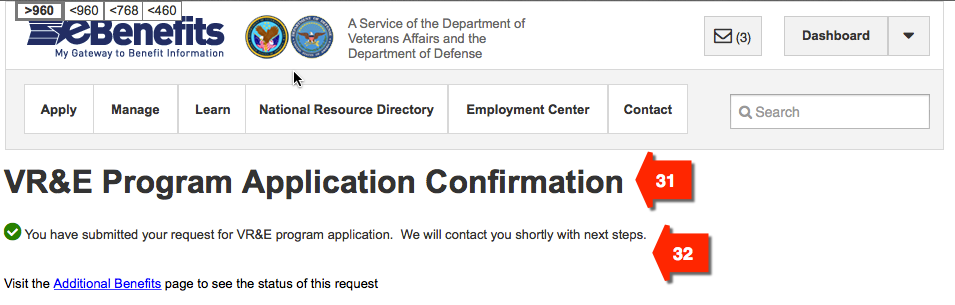 >960 <960 <768 <460
eBenefits
My Gateway to Benefit Information
A Service of the Department of
Veterans Affairs and the
Department of Defense
(3)
Dashboard
Apply Manage Learn National Resource Directory Employment Center Contact
Search
VR&E Program Application Confirmation
31
You have submitted your request for VR&E program application. We will contact you shortly with next steps.
32
Visit the Additional Benefits page to see the status of this request